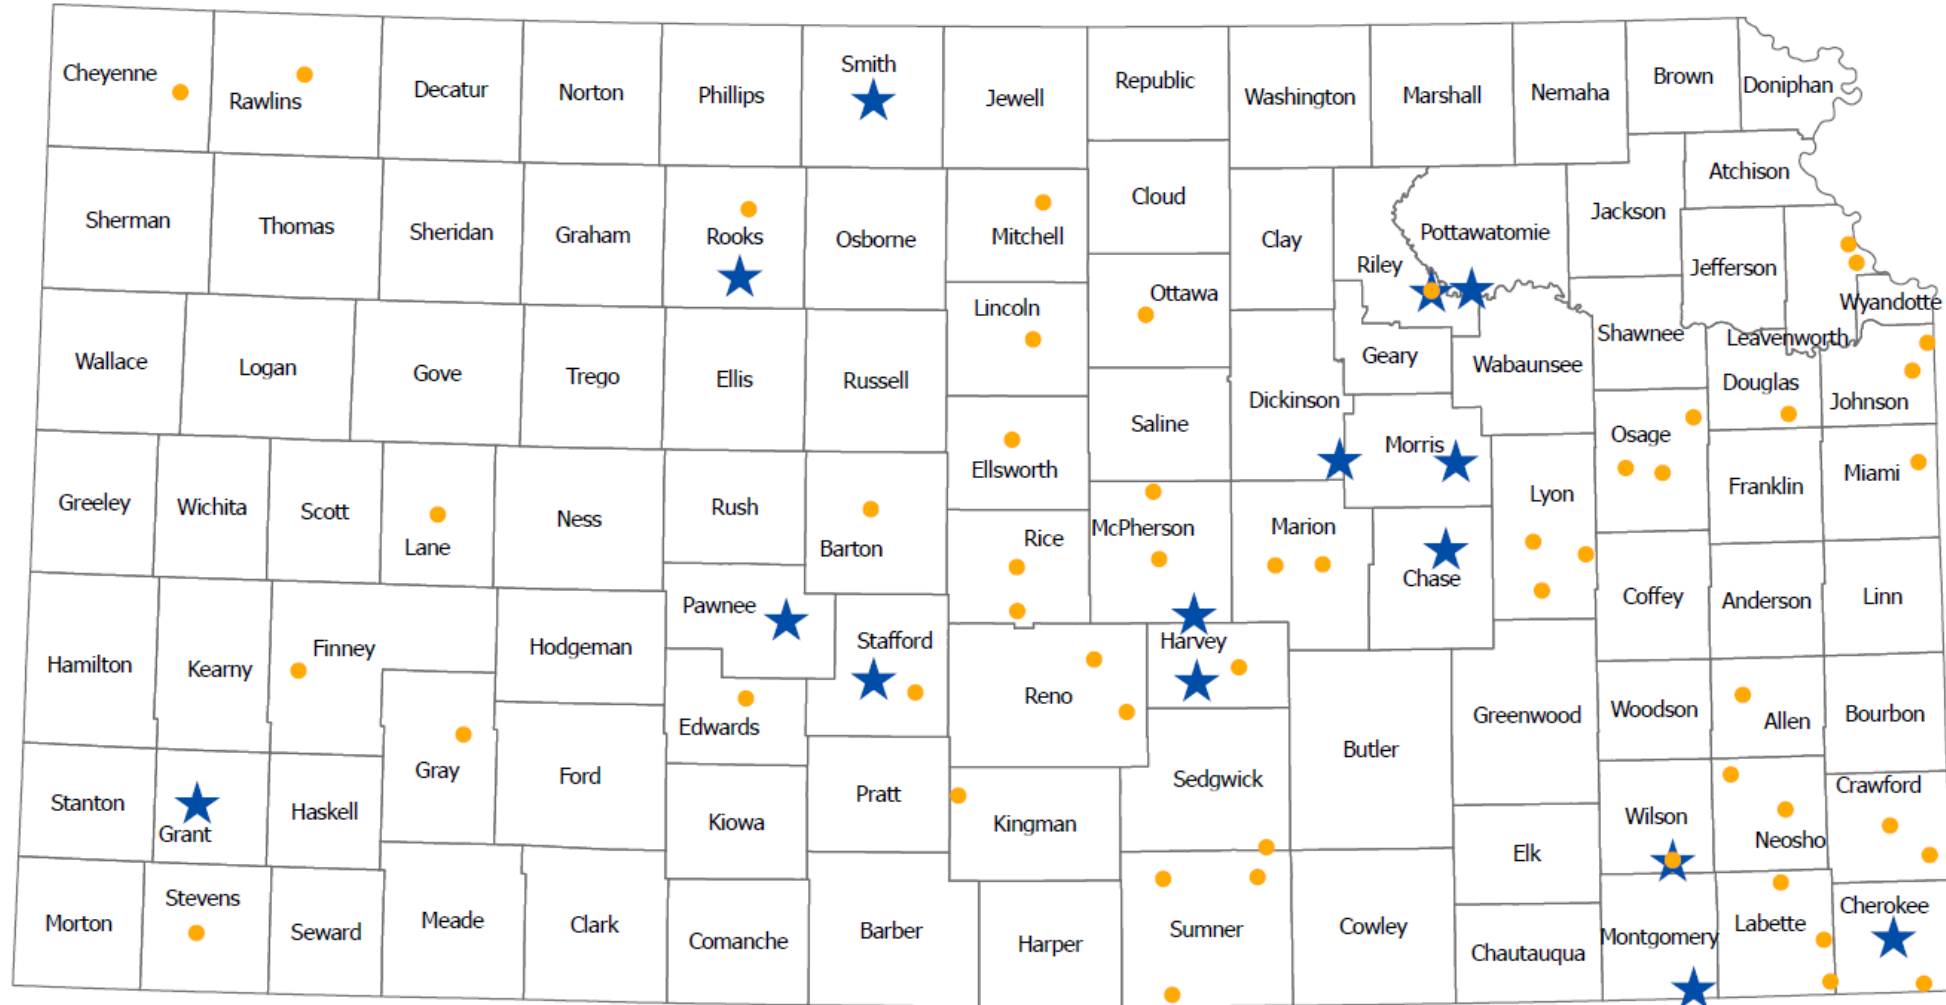 Cheyenne
Rawlins
Decatur
Norton
Phillips
Smith
Jewell
Republic
Washington
Marshall
Nemaha
Brown
Doniphan
Sherman
Thomas
Sheridan
Graham
Rooks
Osborne
Mitchell
Cloud
Clay
Riley
Pottawatomie
Jackson
Atchison
Jefferson
Wyandotte
Wallace
Logan
Gove
Trego
Ellis
Russell
Lincoln
Ottawa
Saline
Dickinson
Geary
Wabaunsee
Shawnee
Leavenworth
Douglas
Johnson
Greeley
Wichita
Scott
Lane
Ness
Rush
Barton
Ellsworth
Rice
McPherson
Marion
Morris
Chase
Lyon
Osage
Franklin
Miami
Hamilton
Kearny
Finney
Hodgeman
Pawnee
Stafford
Edwards
Reno
Harvey
Coffey
Anderson
Linn
Stanton
Grant
Haskell
Gray
Ford
Kiowa
Pratt
Kingman
Sedgwick
Butler
Greenwood
Woodson
Allen
Bourbon
Elk
Wilson
Neosho
Crawford
Morton
Stevens
Seward
Meade
Clark
Comanche
Barber
Harper
Sumner
Cowley
Chautauqua
Montgomery
Labette
Cherokee